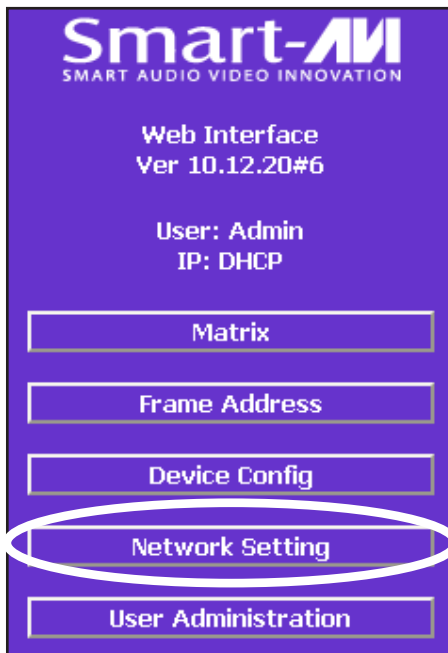 Smart-AVI
SMART AUDIO VIDEO INNOVATION
Web Interface
Ver 10.12.20#6
User: Admin
IP: DHCP
Matrix
Frame Address
Device Config
Network Setting
User Administration